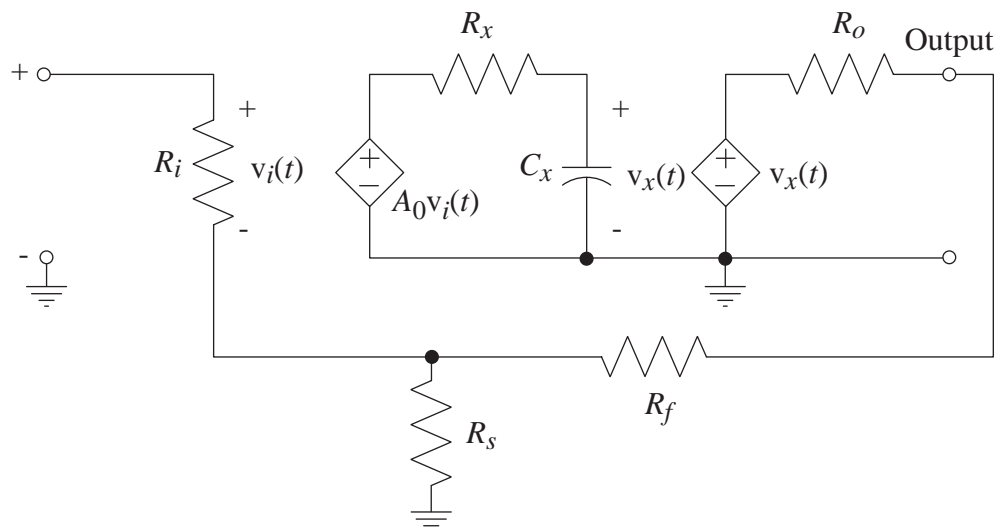 R_x
R_o
Output
+
+
+
R_i
v_i(t)
+
−
A_0v_i(t)
C_x
v_x(t)
+
−
v_x(t)
-
-
-
R_f
R_s